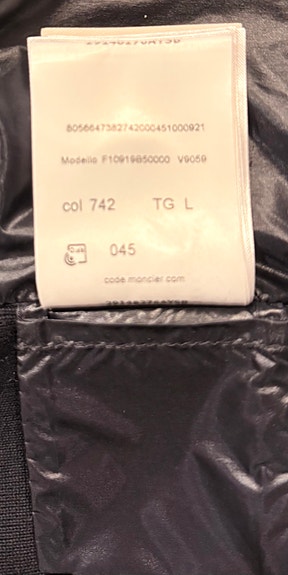 8056647382742000451000921
Modello F10919B50000 V9059
col 742 TG L
045
code.moncler.com